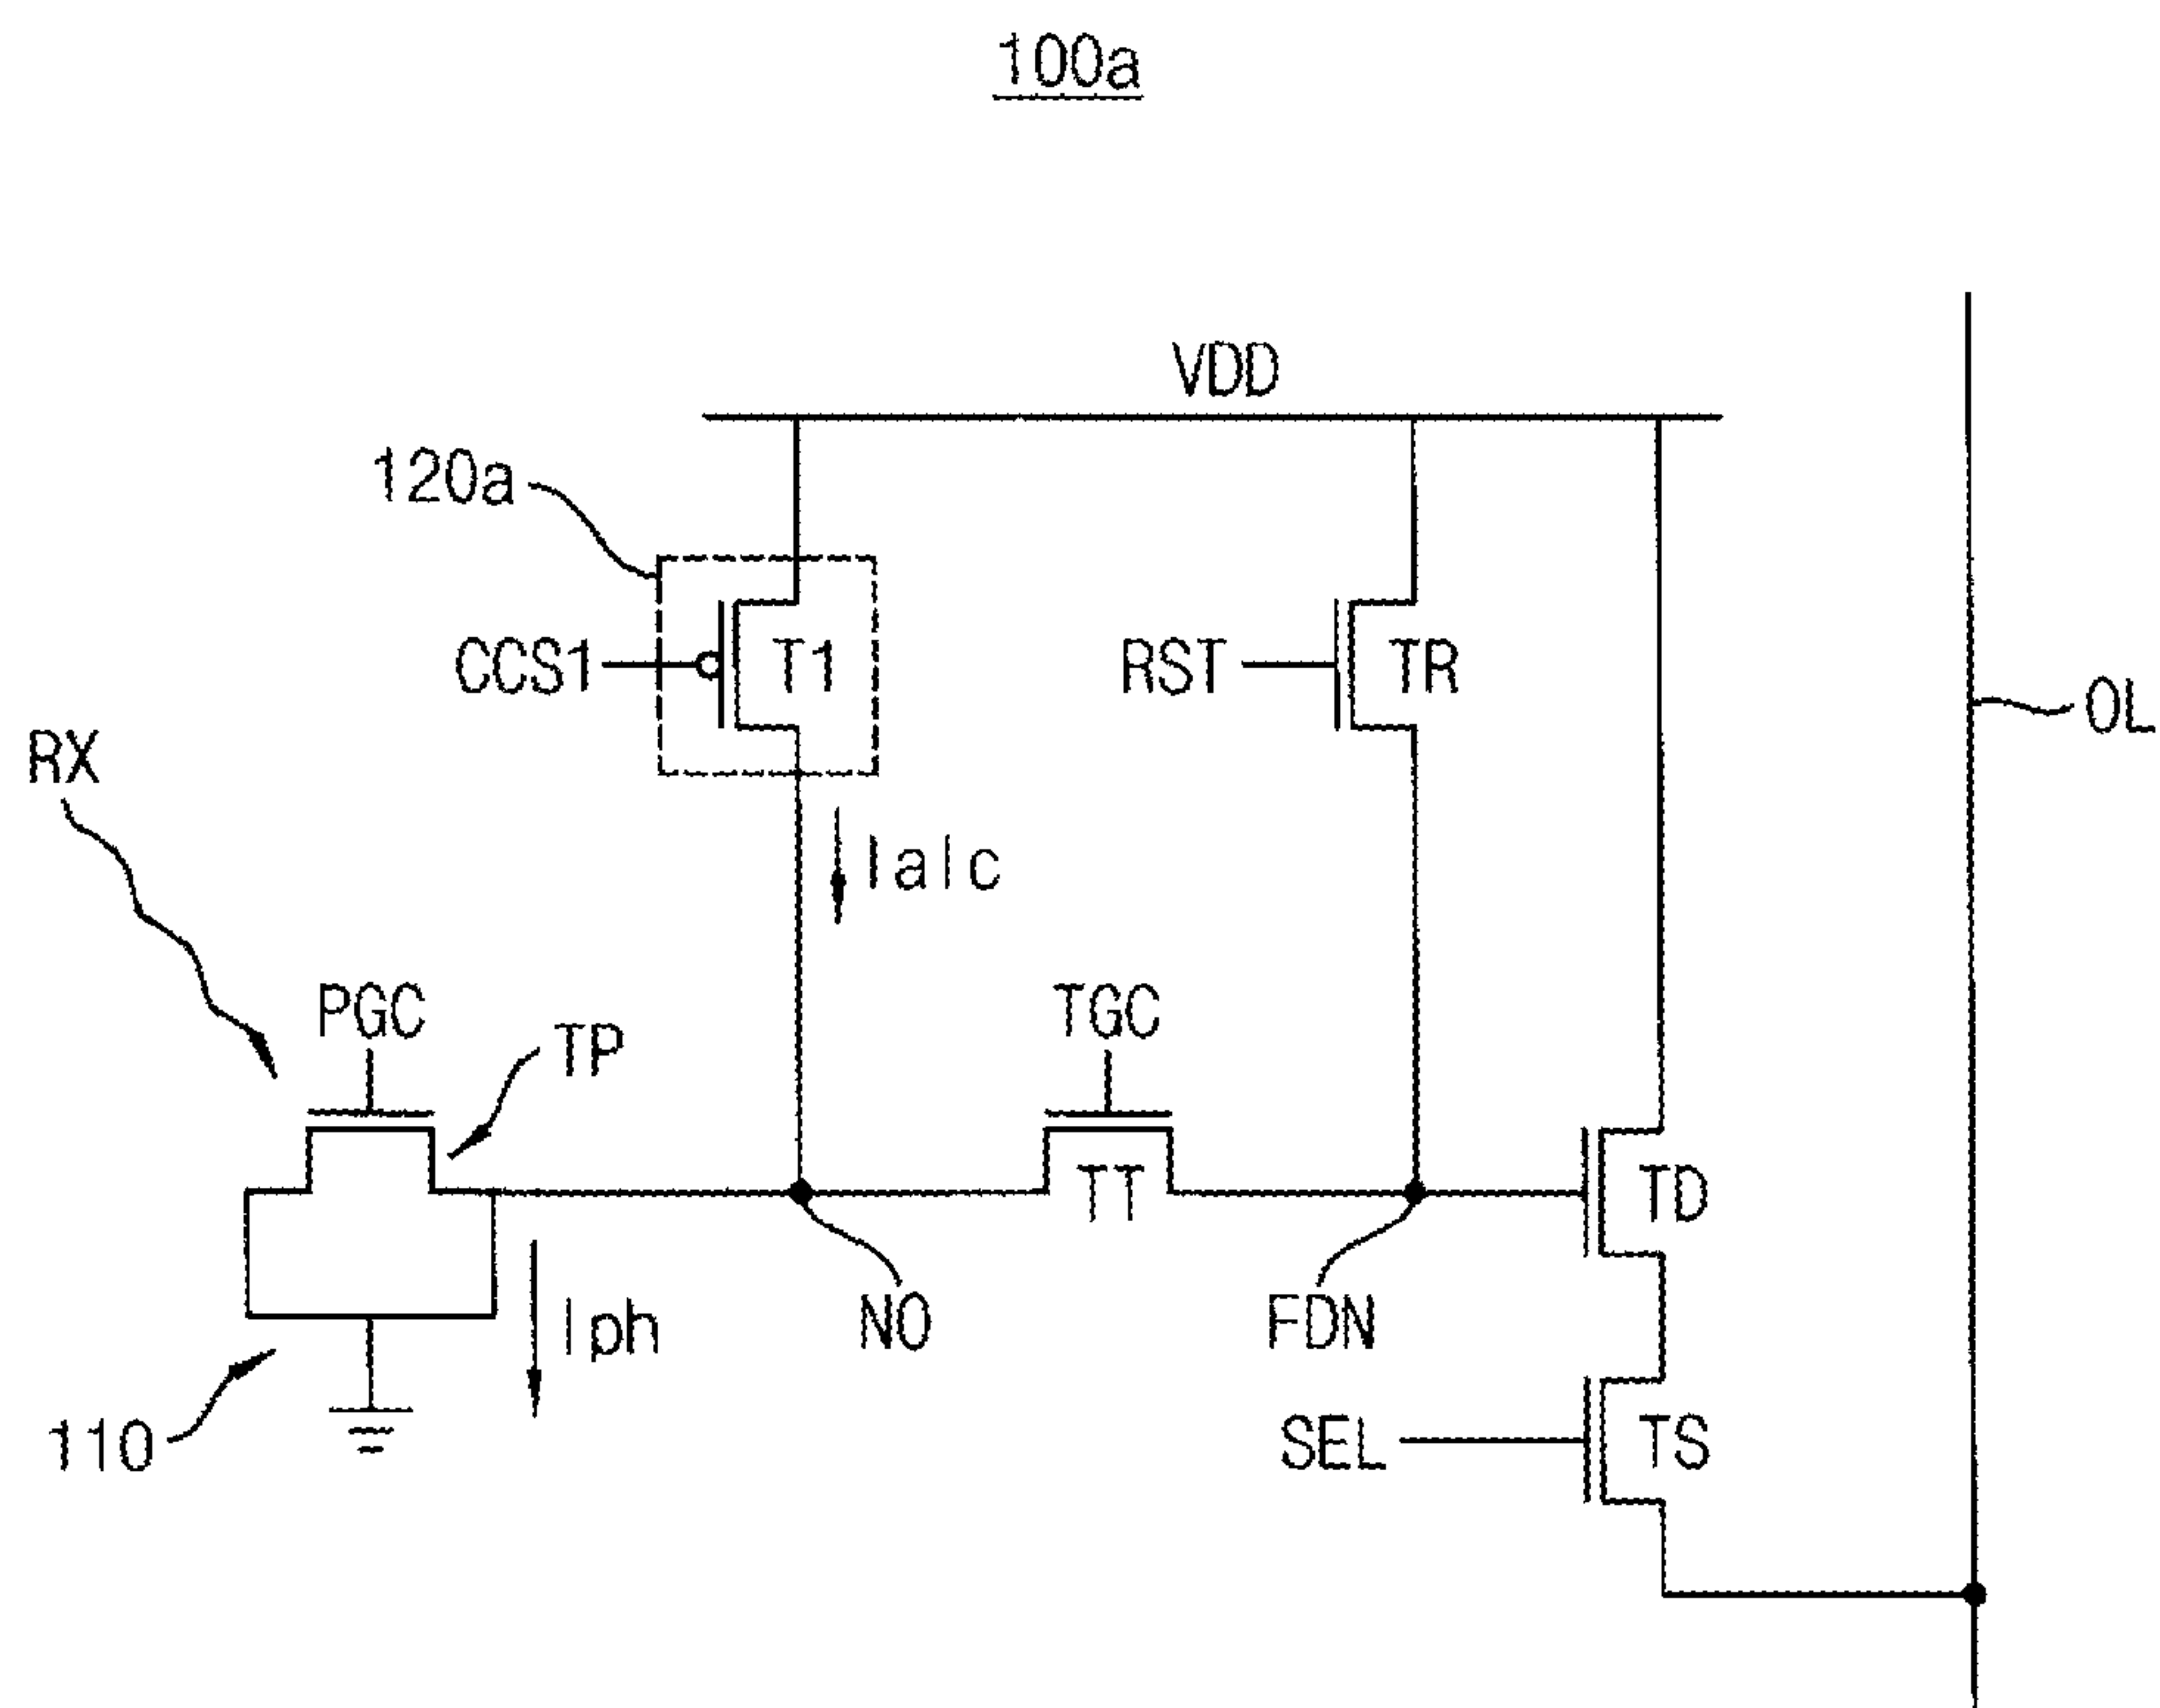 100a
VDD
120a
CCS1
T1
RST
TR
OL
RX
Ialc
PGC
TP
TGC
TT
TD
Iph
NO
FDN
110
SEL
TS